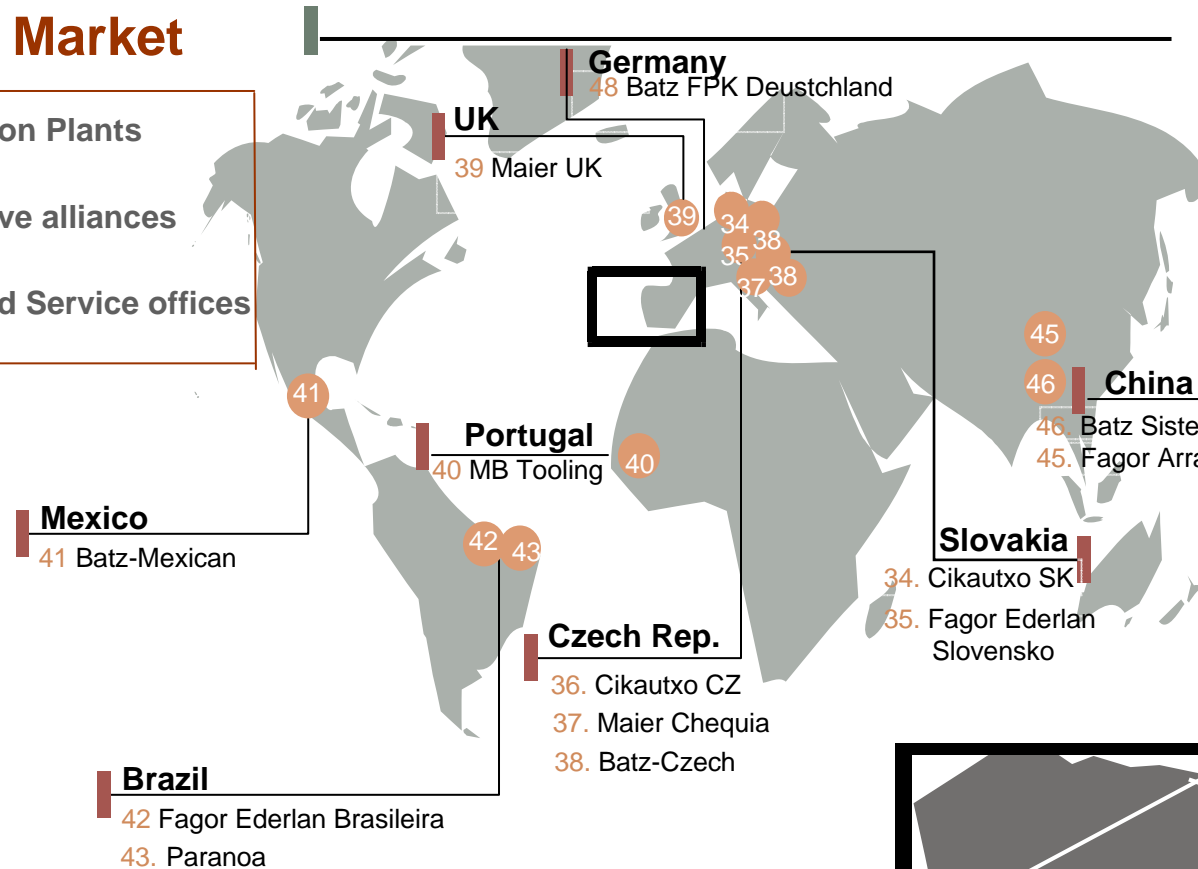 Market
on Plants
ve alliances
d Service offices
Germany
48 Batz FPK Deustchland
UK
39 Maier UK
39
34
38
35
38
37
45
46
41
China
46. Batz Siste
45. Fagor Arra
Portugal
40 MB Tooling
40
Mexico
41 Batz-Mexican
42
43
Slovakia
34. Cikautxo SK
35. Fagor Ederlan
Slovensko
Czech Rep.
36. Cikautxo CZ
37. Maier Chequia
38. Batz-Czech
Brazil
42 Fagor Ederlan Brasileira
43. Paranoa